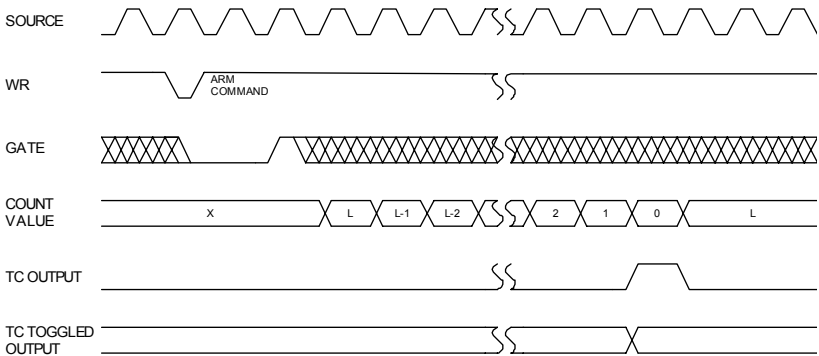 SOURCE
WR
ARM
COMMAND
GATE
COUNT
VALUE
X L L-1 L-2 2 1 0 L
TC OUTPUT
TC TOGGLED
OUTPUT